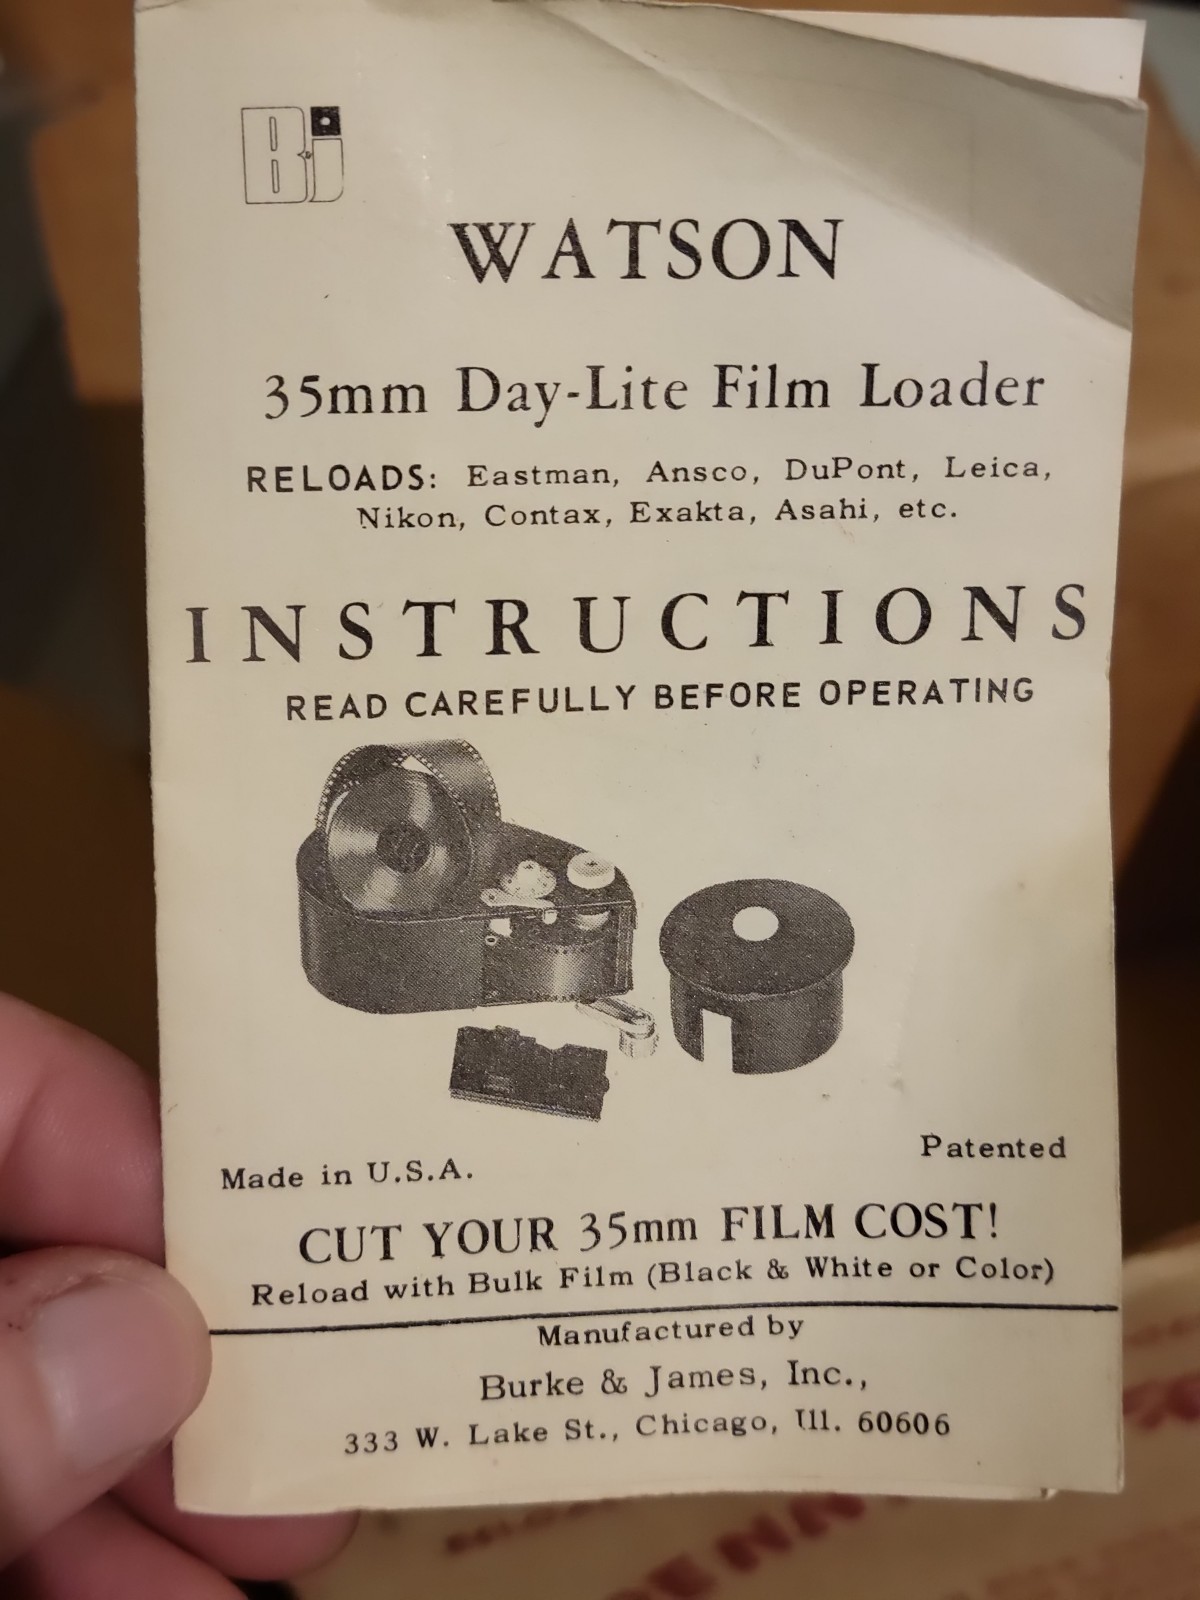 Bj
WATSON
35mm Day-Lite Film Loader
RELOADS: Eastman, Ansco, DuPont, Leica,
Nikon, Contax, Exakta, Asahi, etc.
INSTRUCTIONS
READ CAREFULLY BEFORE OPERATING
Patented
Made in U.S.A.
CUT YOUR 35mm FILM COST!
Reload with Bulk Film (Black & White or Color)
Manufactured by
Burke & James, Inc.,
333 W. Lake St., Chicago, Ill. 60606